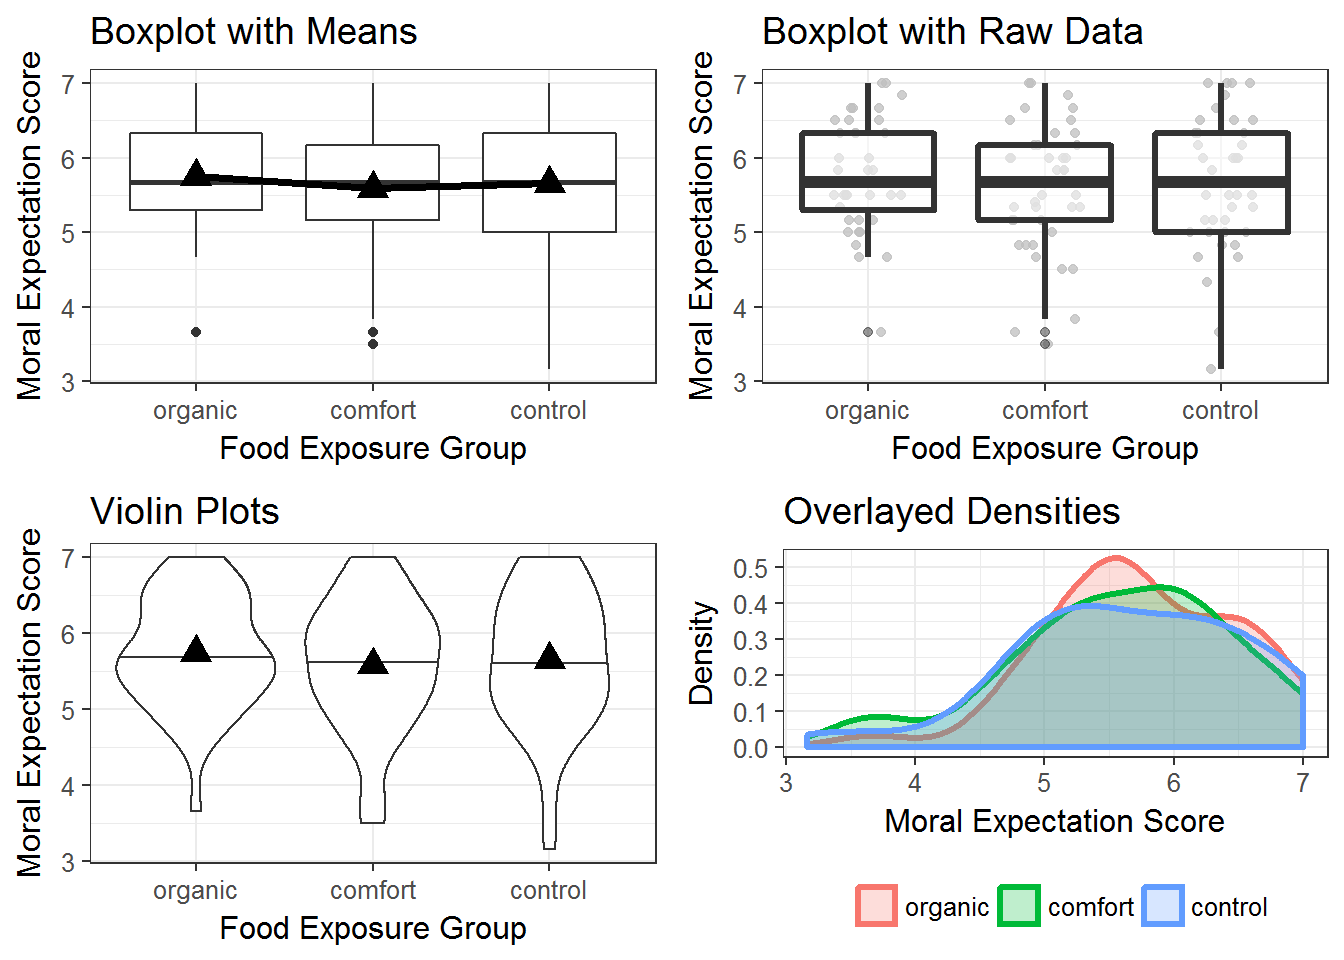 Boxplot with Means
Moral Expectation Score
7
6
5
4
3
organic comfort control
Food Exposure Group
Boxplot with Raw Data
Moral Expectation Score
7
6
5
4
3
organic comfort control
Food Exposure Group
Violin Plots
Moral Expectation Score
7
6
5
4
3
organic comfort control
Food Exposure Group
Overlayed Densities
Density
0.5
0.4
0.3
0.2
0.1
0.0
3 4 5 6 7
Moral Expectation Score
organic comfort control